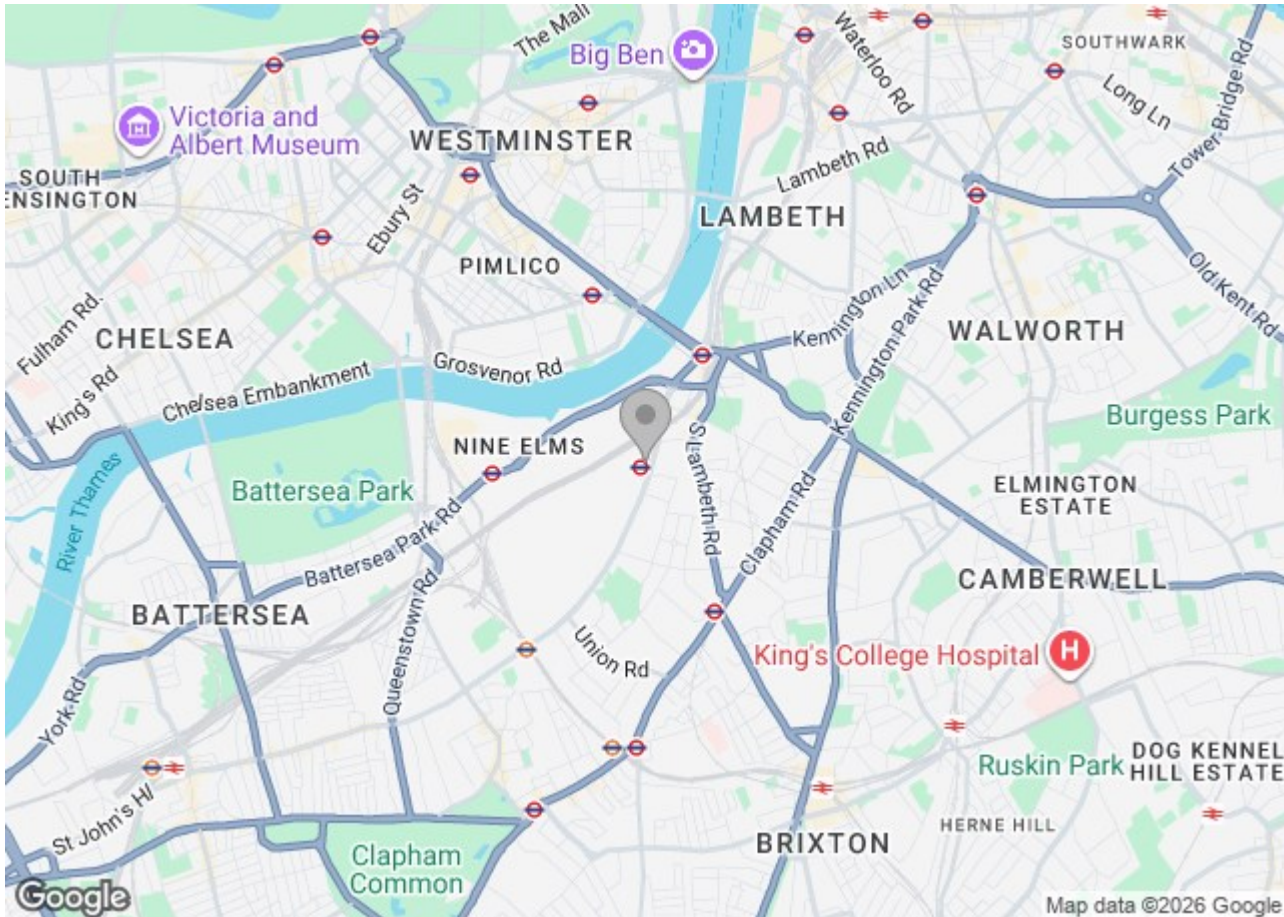 The Mall
Big Ben
Waterloo Rd
SOUTHWARK
Long Ln
Tower Bridge Rd
Victoria and
Albert Museum
WESTMINSTER
Lambeth Rd
SOUTH
ENSINGTON
Ebury St
LAMBETH
PIMLICO
Old Kent Rd
Fulham Rd.
CHELSEA
King's Rd
Grosvenor Rd
Kennington Ln
Kennington Park Rd
WALWORTH
Chelsea Embankment
Burgess Park
NINE ELMS
S Lambeth Rd
Battersea Park
ELMINGTON
ESTATE
River Thames
Battersea Park Rd
Clapham Rd
CAMBERWELL
BATTERSEA
Queenstown Rd
Union Rd
King's College Hospital
H
York Rd
Ruskin Park
DOG KENNEL
HILL ESTATE
St John's Hl
HERNE HILL
BRIXTON
Clapham
Common
Google
Map data ©2026 Google